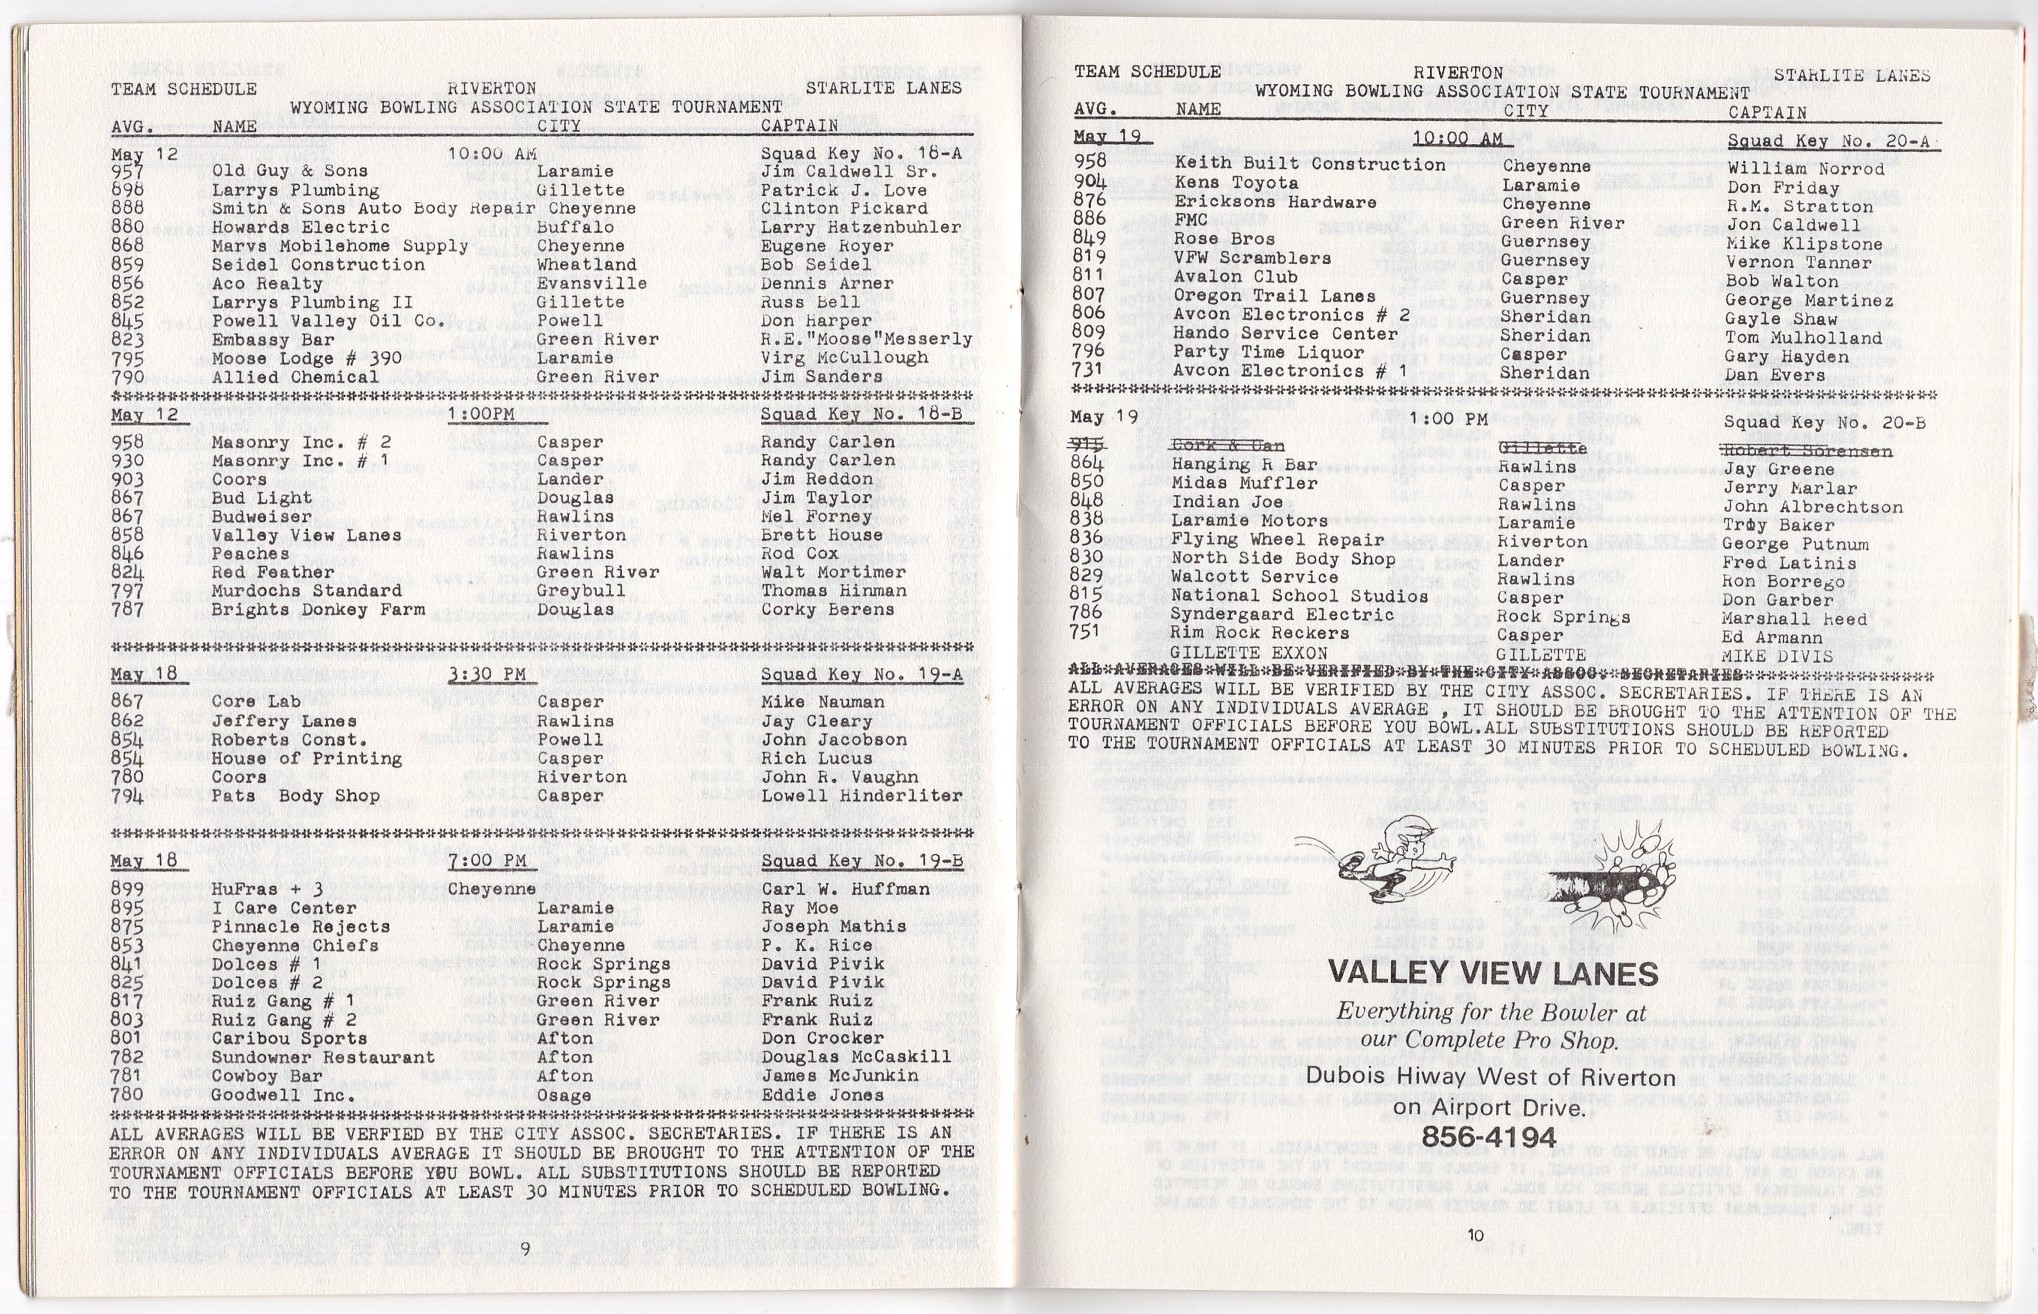 TEAM SCHEDULE RIVERTON STARLITE LANES
WYOMING BOWLING ASSOCIATION STATE TOURNAMENT
AVG. NAME CITY CAPTAIN
May 12 10:00 AM Squad Key No. 18-A
957 Old Guy & Sons Laramie Jim Caldwell Sr.
898 Larrys Plumbing Gillette Patrick J. Love
888 Smith & Sons Auto Body Repair Cheyenne Clinton Pickard
880 Howards Electric Buffalo Larry Hatzenbuhler
868 Marvs Mobilehome Supply Cheyenne Eugene Royer
859 Seidel Construction Wheatland Bob Seidel
856 Aco Realty Evansville Dennis Arner
852 Larrys Plumbing II Gillette Russ Bell
845 Powell Valley Oil Co. Powell Don Harper
823 Embassy Bar Green River R.E."Moose"Messerly
795 Moose Lodge # 390 Laramie Virg McCullough
790 Allied Chemical Green River Jim Sanders
May 12 1:00PM Squad Key No. 18-B
958 Masonry Inc. # 2 Casper Randy Carlen
930 Masonry Inc. # 1 Casper Randy Carlen
903 Coors Lander Jim Reddon
867 Bud Light Douglas Jim Taylor
867 Budweiser Rawlins Mel Forney
858 Valley View Lanes Riverton Brett House
846 Peaches Rawlins Rod Cox
824 Red Feather Green River Walt Mortimer
797 Murdochs Standard Greybull Thomas Hinman
787 Brights Donkey Farm Douglas Corky Berens
May 18 3:30 PM Squad Key No. 19-A
867 Core Lab Casper Mike Nauman
862 Jeffery Lanes Rawlins Jay Cleary
854 Roberts Const. Powell John Jacobson
854 House of Printing Casper Rich Lucus
780 Coors Riverton John R. Vaughn
794 Pats Body Shop Casper Lowell Hinderliter
May 18 7:00 PM Squad Key No. 19-B
899 HuFras + 3 Cheyenne Carl W. Huffman
895 I Care Center Laramie Ray Moe
875 Pinnacle Rejects Laramie Joseph Mathis
853 Cheyenne Chiefs Cheyenne P. K. Rice
841 Dolces # 1 Rock Springs David Pivik
825 Dolces # 2 Rock Springs David Pivik
817 Ruiz Gang # 1 Green River Frank Ruiz
803 Ruiz Gang # 2 Green River Frank Ruiz
801 Caribou Sports Afton Don Crocker
782 Sundowner Restaurant Afton Douglas McCaskill
781 Cowboy Bar Afton James McJunkin
780 Goodwell Inc. Osage Eddie Jones
ALL AVERAGES WILL BE VERFIED BY THE CITY ASSOC. SECRETARIES. IF THERE IS AN
ERROR ON ANY INDIVIDUALS AVERAGE IT SHOULD BE BROUGHT TO THE ATTENTION OF THE
TOURNAMENT OFFICIALS BEFORE YOU BOWL. ALL SUBSTITUTIONS SHOULD BE REPORTED
TO THE TOURNAMENT OFFICIALS AT LEAST 30 MINUTES PRIOR TO SCHEDULED BOWLING.
9
TEAM SCHEDULE RIVERTON STARLITE LANES
WYOMING BOWLING ASSOCIATION STATE TOURNAMENT
AVG. NAME CITY CAPTAIN
May 19 10:00 AM Squad Key No. 20-A
958 Keith Built Construction Cheyenne William Norrod
904 Kens Toyota Laramie Don Friday
876 Ericksons Hardware Cheyenne R.M. Stratton
886 FMC Green River Jon Caldwell
849 Rose Bros Guernsey Mike Klipstone
819 VFW Scramblers Guernsey Vernon Tanner
811 Avalon Club Casper Bob Walton
807 Oregon Trail Lanes Guernsey George Martinez
806 Avcon Electronics # 2 Sheridan Gayle Shaw
809 Hando Service Center Sheridan Tom Mulholland
796 Party Time Liquor Casper Gary Hayden
731 Avcon Electronics # 1 Sheridan Dan Evers
May 19 1:00 PM Squad Key No. 20-B
915 Cork & Can Gillette Robert Sorensen
864 Hanging R Bar Rawlins Jay Greene
850 Midas Muffler Casper Jerry Marlar
848 Indian Joe Rawlins John Albrechtson
838 Laramie Motors Laramie Troy Baker
836 Flying Wheel Repair Riverton George Putnum
830 North Side Body Shop Lander Fred Latinis
829 Walcott Service Rawlins Ron Borrego
815 National School Studios Casper Don Garber
786 Syndergaard Electric Rock Springs Marshall Reed
751 Rim Rock Reckers Casper Ed Armann
GILLETTE EXXON GILLETTE MIKE DIVIS
ALL AVERAGES WILL BE VERIFIED BY THE CITY ASSOC. SECRETARIES
ALL AVERAGES WILL BE VERIFIED BY THE CITY ASSOC. SECRETARIES. IF THERE IS AN
ERROR ON ANY INDIVIDUALS AVERAGE , IT SHOULD BE BROUGHT TO THE ATTENTION OF THE
TOURNAMENT OFFICIALS BEFORE YOU BOWL.ALL SUBSTITUTIONS SHOULD BE REPORTED
TO THE TOURNAMENT OFFICIALS AT LEAST 30 MINUTES PRIOR TO SCHEDULED BOWLING.
VALLEY VIEW LANES
Everything for the Bowler at
our Complete Pro Shop.
Dubois Hiway West of Riverton
on Airport Drive.
856-4194
10